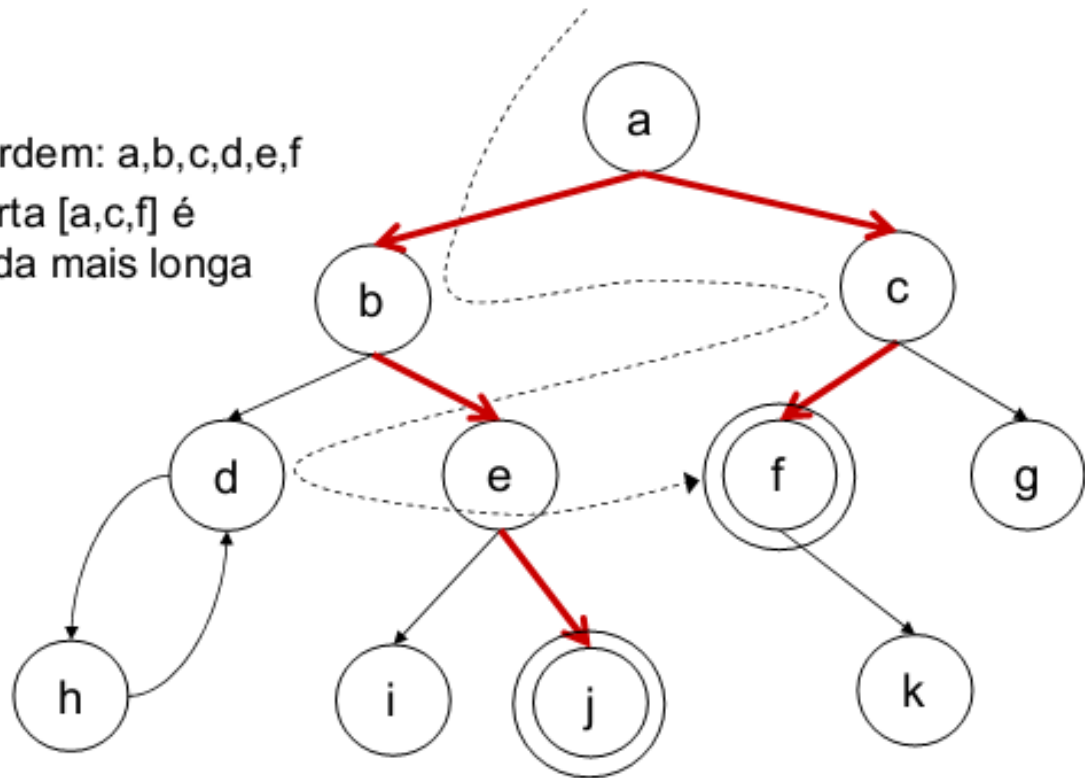 a
rdem: a,b,c,d,e,f
rta [a,c,f] é
da mais longa
b
c
d
e
f
g
h
i
j
k